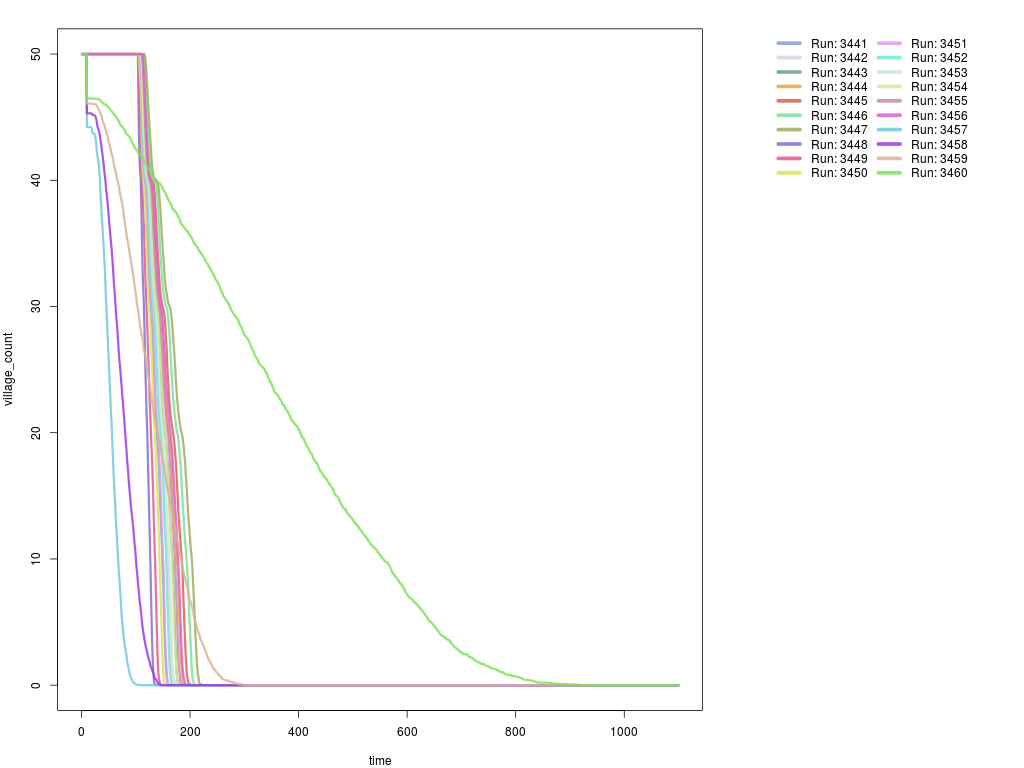 50
40
30
20
10
0
village_count
0 200 400 600 800 1000
time
Run: 3441 Run: 3451
Run: 3442 Run: 3452
Run: 3443 Run: 3453
Run: 3444 Run: 3454
Run: 3445 Run: 3455
Run: 3446 Run: 3456
Run: 3447 Run: 3457
Run: 3448 Run: 3458
Run: 3449 Run: 3459
Run: 3450 Run: 3460